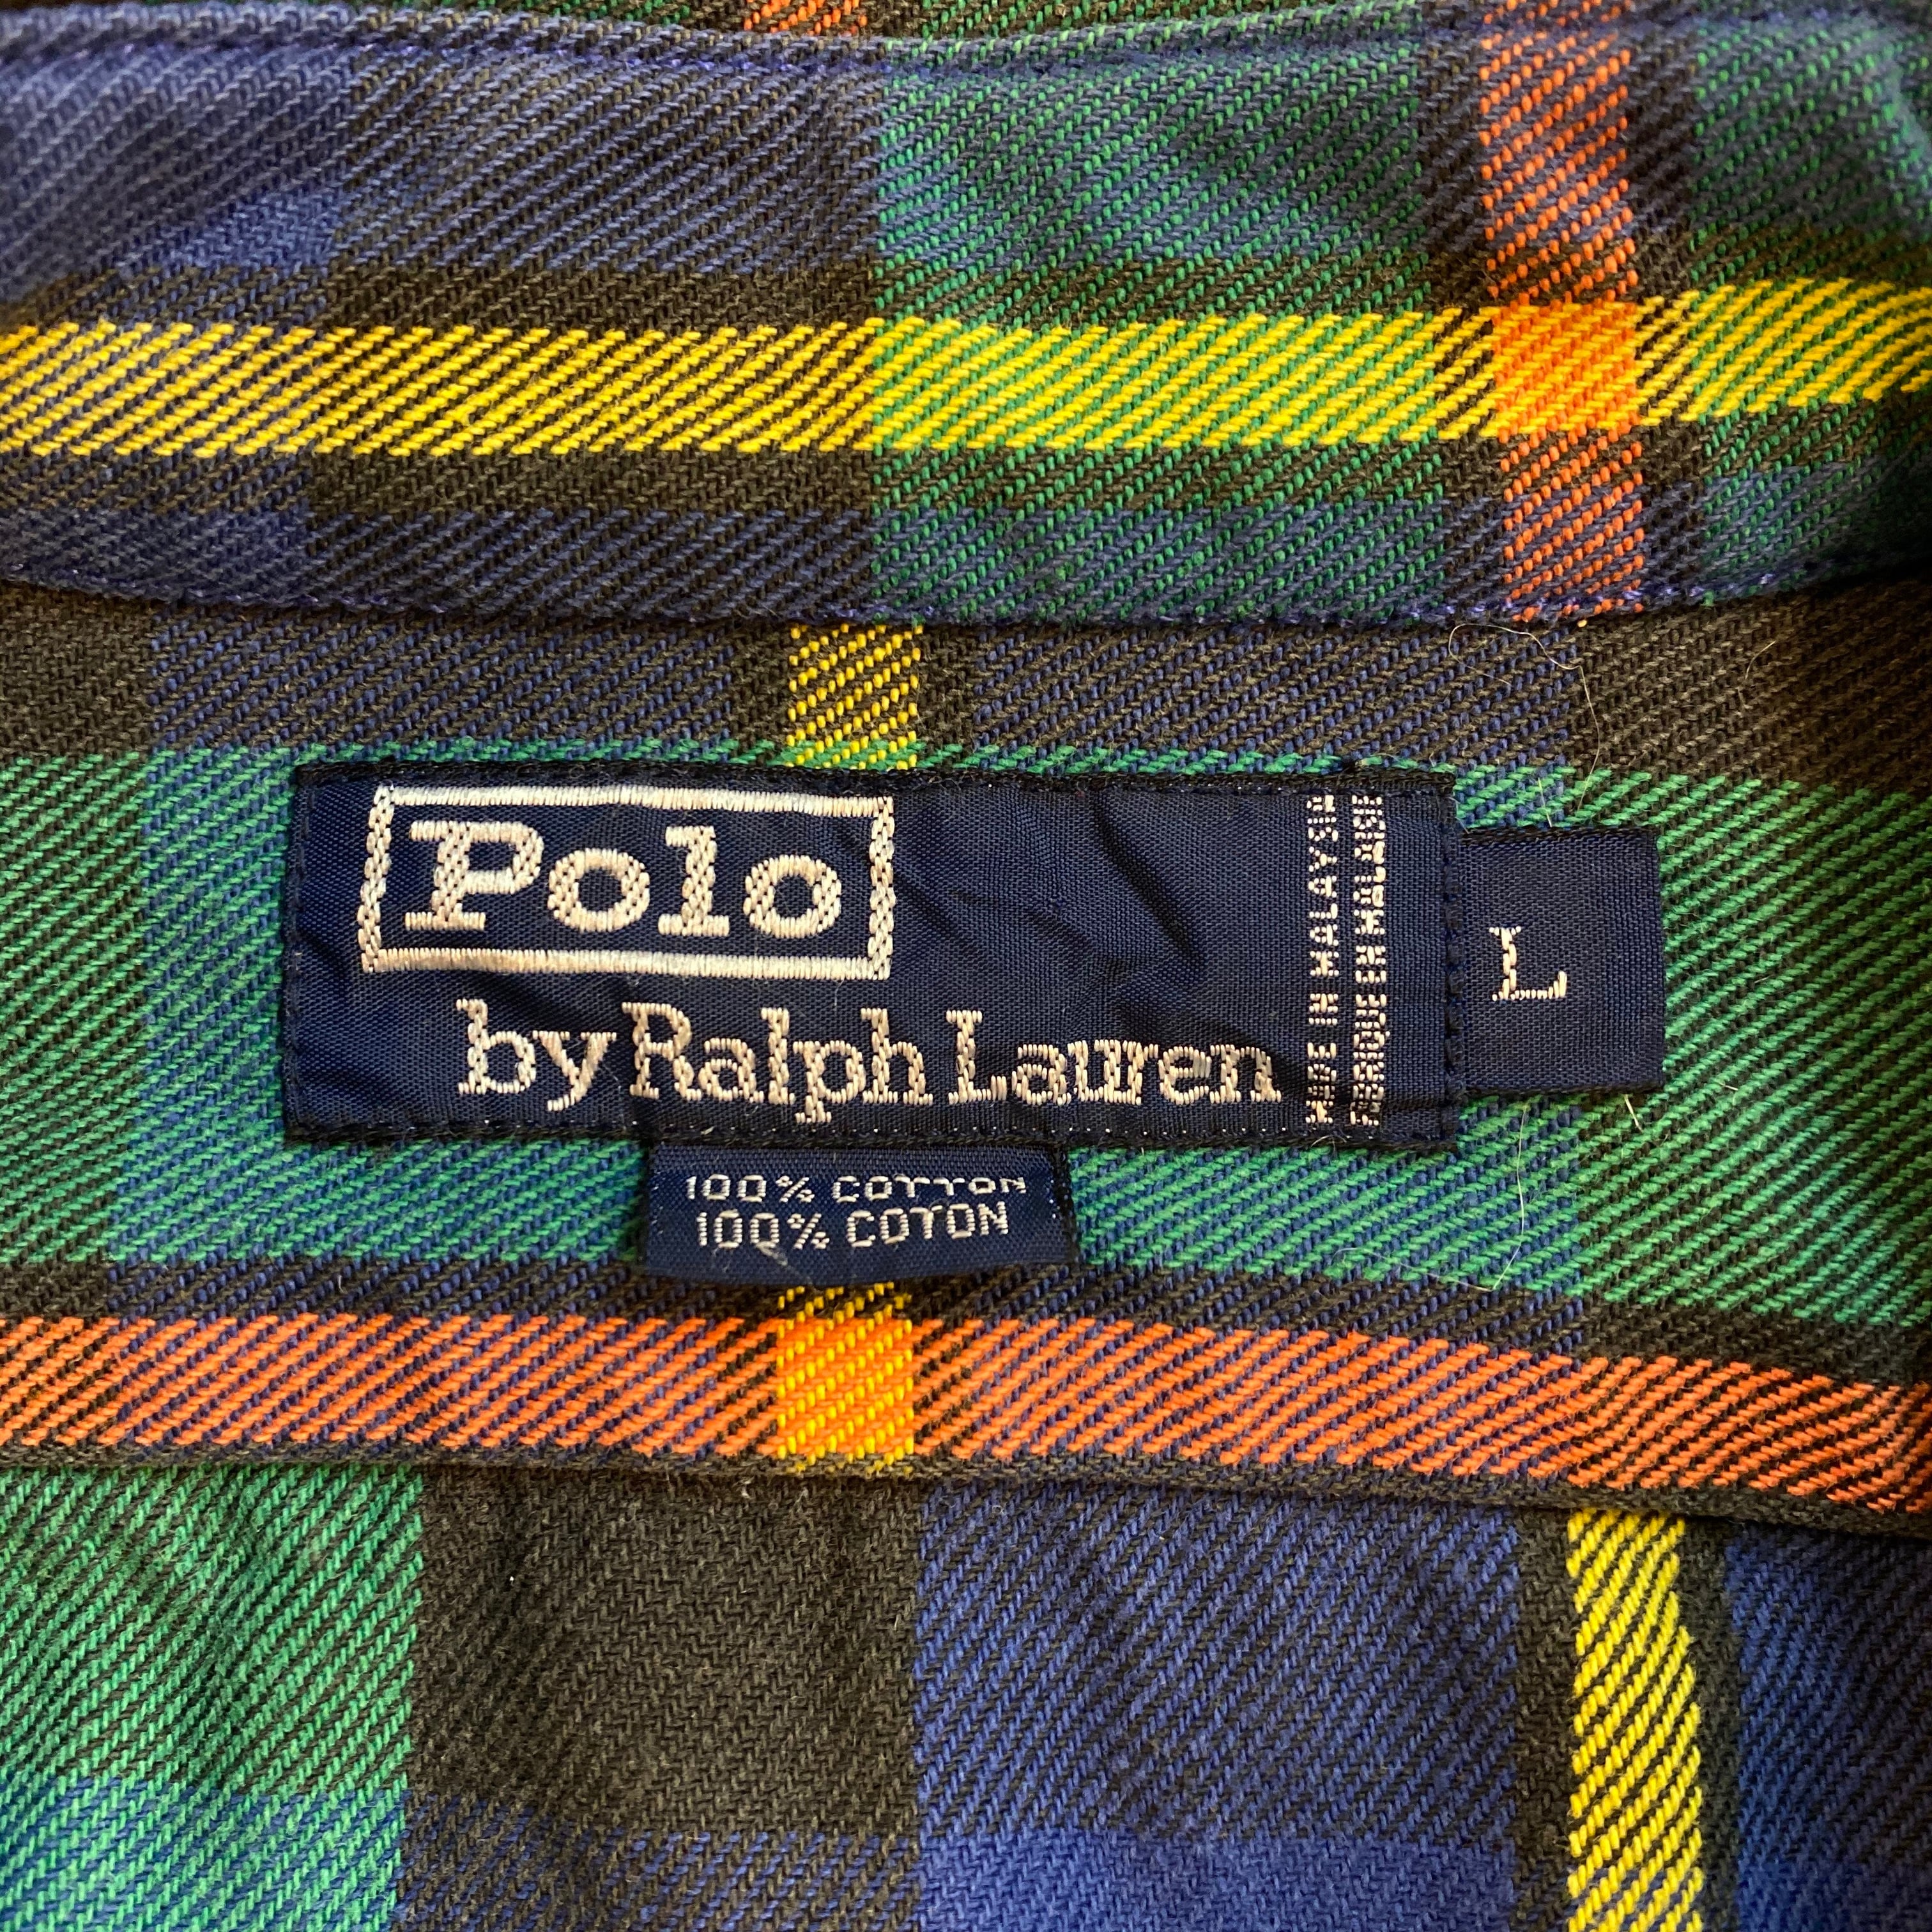 Polo
by Ralph Lauren
MADE IN MALAYSIA
FABRIQUE EN MALAISIE
L
100% COTTON
100% COTON